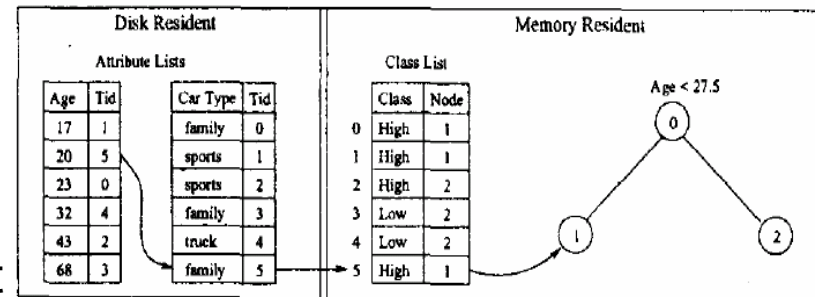 Disk Resident
Memory Resident
Attribute Lists
Class List
Age Tid
17 1
20 5
23 0
32 4
43 2
68 3
Car Type Tid
family 0
sports 1
sports 2
family 3
truck 4
family 5
Class Node
0 High 1
1 High 1
2 High 2
3 Low 2
4 Low 2
5 High 1
Age < 27.5
0
1
2